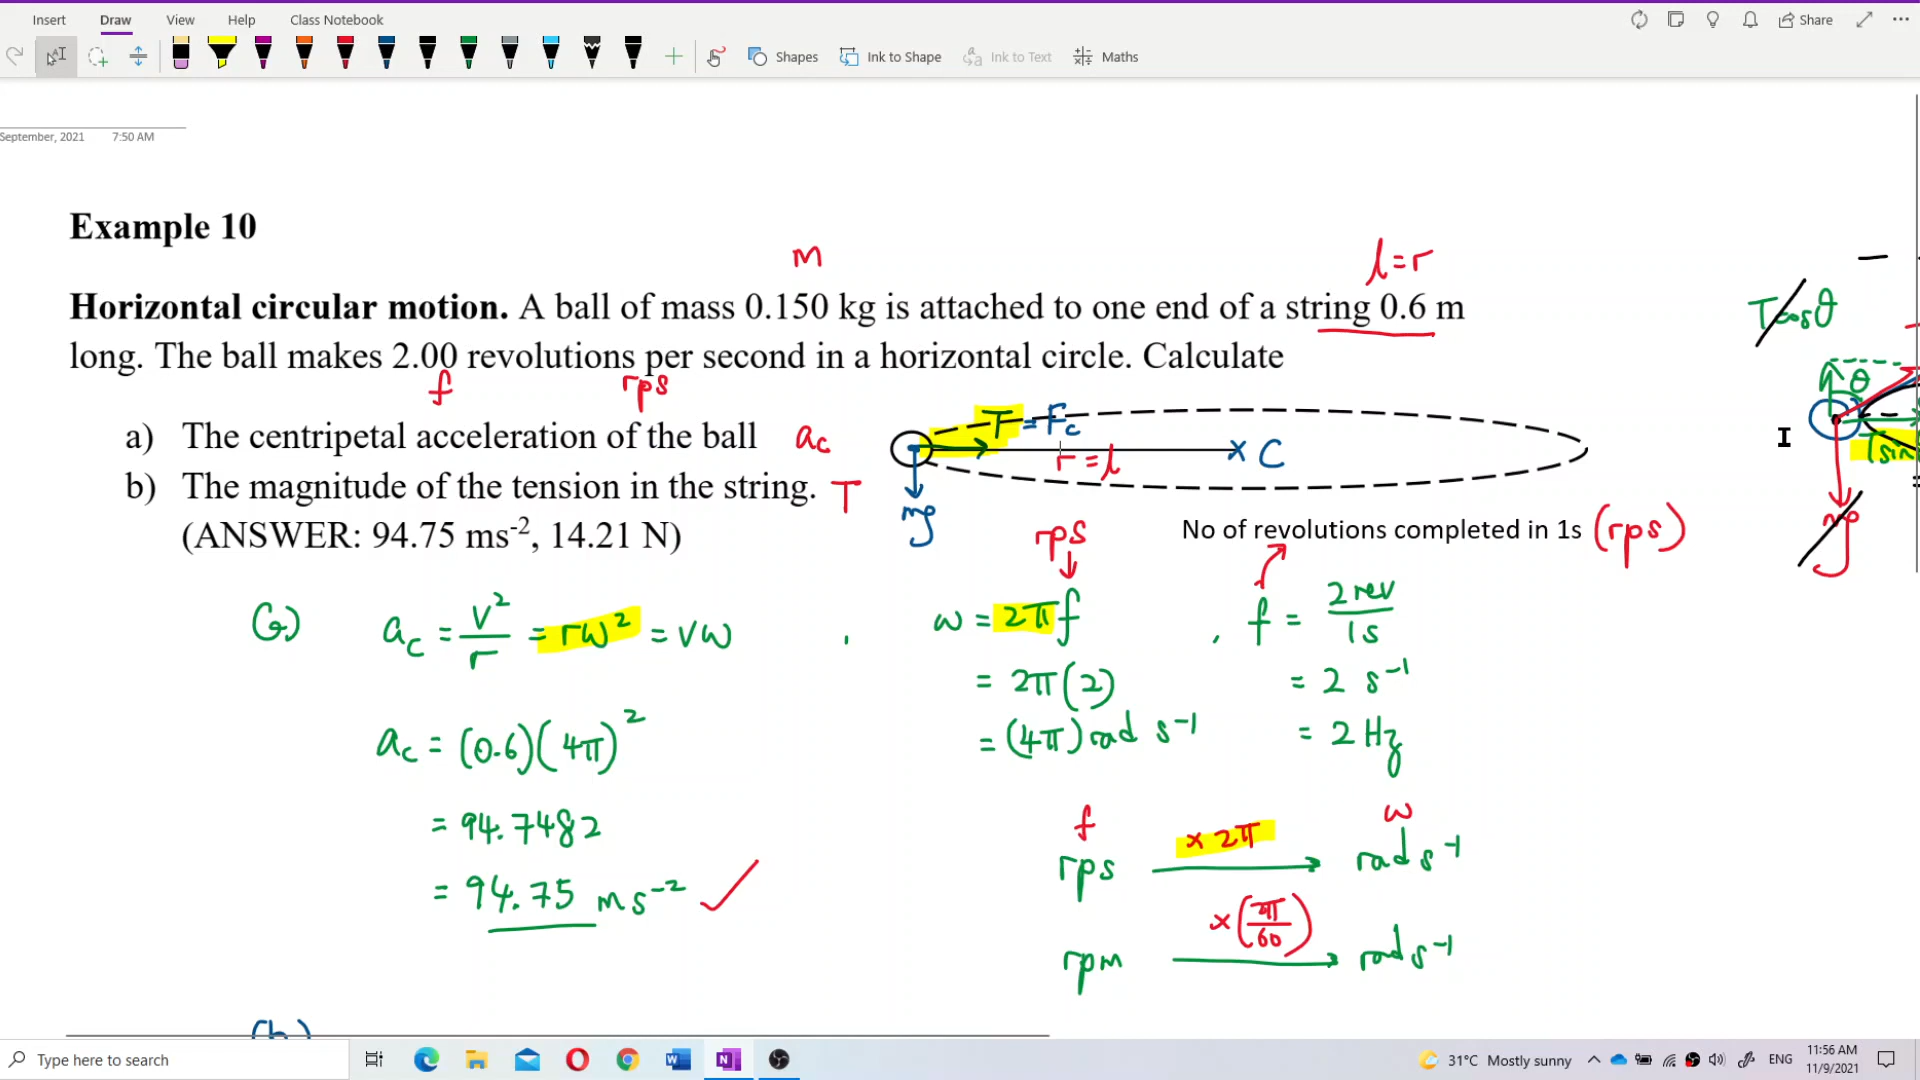 Insert Draw View Help Class Notebook Share
Shapes Ink to Shape Ink to Text Maths
September, 2021 7:50 AM
Example 10
m
l=r
Horizontal circular motion. A ball of mass 0.150 kg is attached to one end of a string 0.6 m
long. The ball makes 2.00 revolutions per second in a horizontal circle. Calculate
f rps
a) The centripetal acceleration of the ball ac
b) The magnitude of the tension in the string. T
(ANSWER: 94.75 ms⁻², 14.21 N)
T = Fc
r = l
× C
mg
Tcosθ
θ
mg
rps
No of revolutions completed in 1s (rps)
(a) ac = v²/r = rω² = vω , ω = 2πf , f = 2 rev/1s
= 2π(2) = 2 s⁻¹
ac = (0.6)(4π)² = (4π) rad s⁻¹ = 2 Hz
= 94.7482
= 94.75 ms⁻²
f ω
rps × 2π rad s⁻¹
rpm ×(2π/60) rad s⁻¹
(b)
Type here to search
31°C Mostly sunny ENG 11:56 AM
11/9/2021